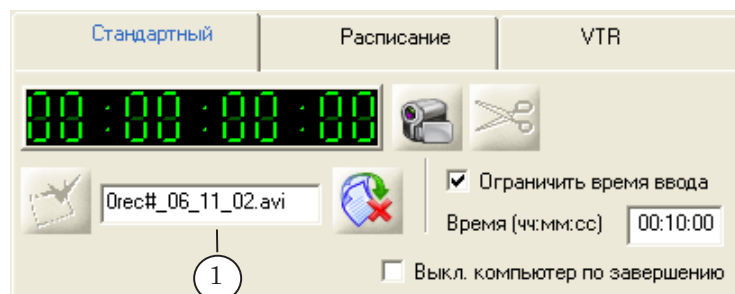 Стандартный Расписание VTR
00:00:00:00
Ограничить время ввода
0rec#_06_11_02.avi
Время (чч:мм:сс) 00:10:00
1
Выкл. компьютер по завершению